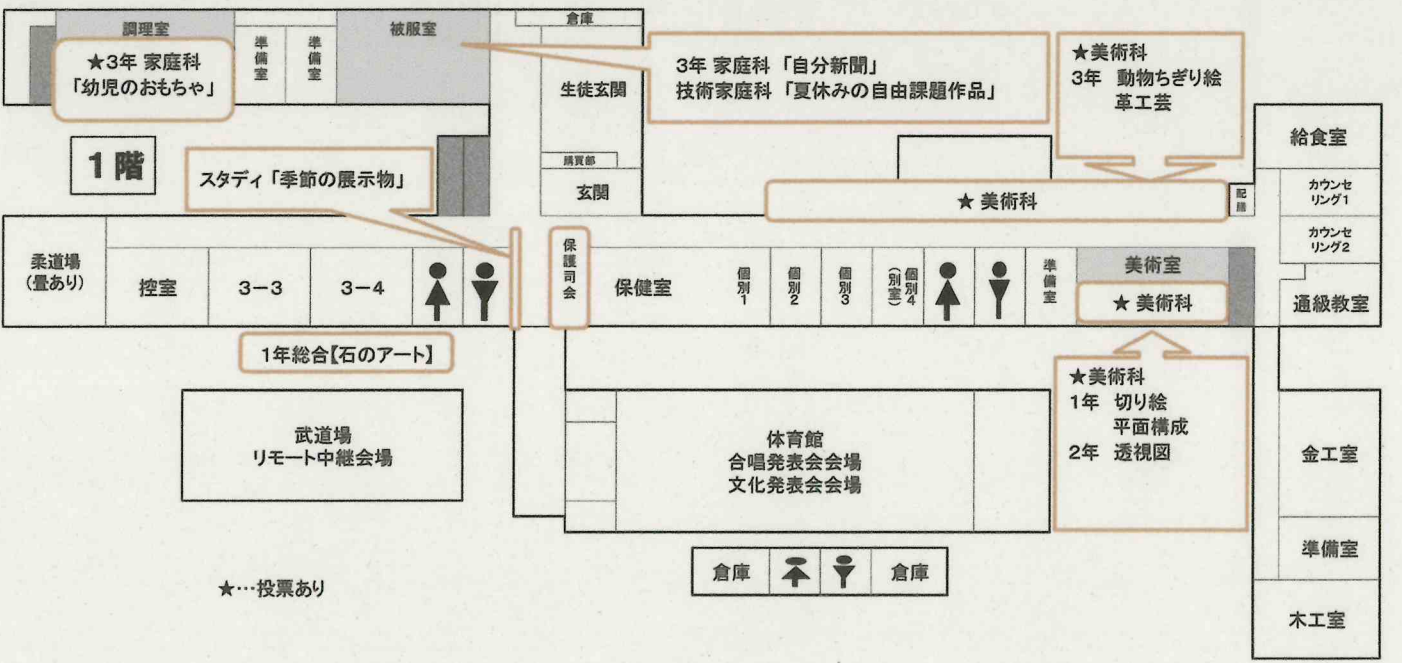 調理室
★3年 家庭科
「幼児のおもちゃ」
準備室
準備室
被服室
倉庫
生徒玄関
購買部
玄関
3年 家庭科 「自分新聞」
技術家庭科 「夏休みの自由課題作品」
★美術科
3年 動物ちぎり絵
革工芸
給食室
カウンセ
リング1
カウンセ
リング2
通級教室
配膳
1階
スタディ「季節の展示物」
★ 美術科
柔道場
(畳あり)
控室
3－3
3－4
保護司会
保健室
個別1
個別2
個別3
個別4
(別室)
準備室
美術室
★ 美術科
1年総合【石のアート】
★美術科
1年 切り絵
平面構成
2年 透視図
武道場
リモート中継会場
体育館
合唱発表会会場
文化発表会会場
金工室
準備室
木工室
倉庫
倉庫
★…投票あり